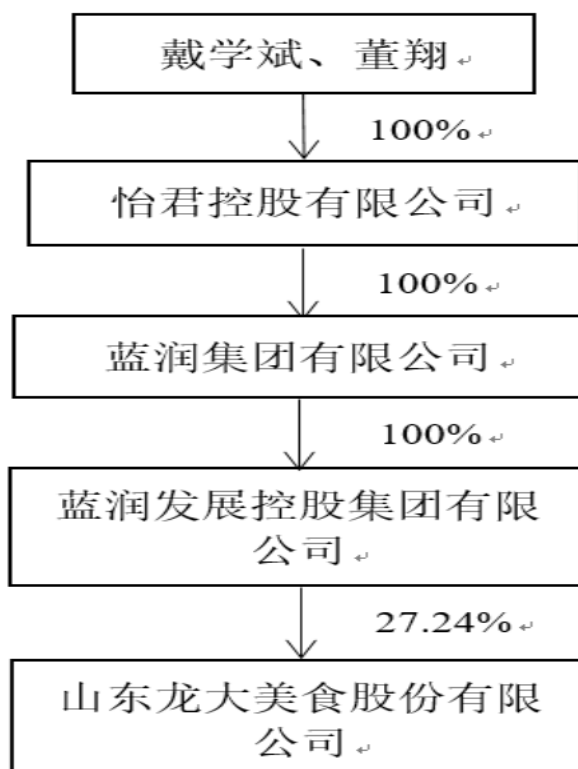 戴学斌、董翔
100%
怡君控股有限公司
100%
蓝润集团有限公司
100%
蓝润发展控股集团有限
公司
27.24%
山东龙大美食股份有限
公司